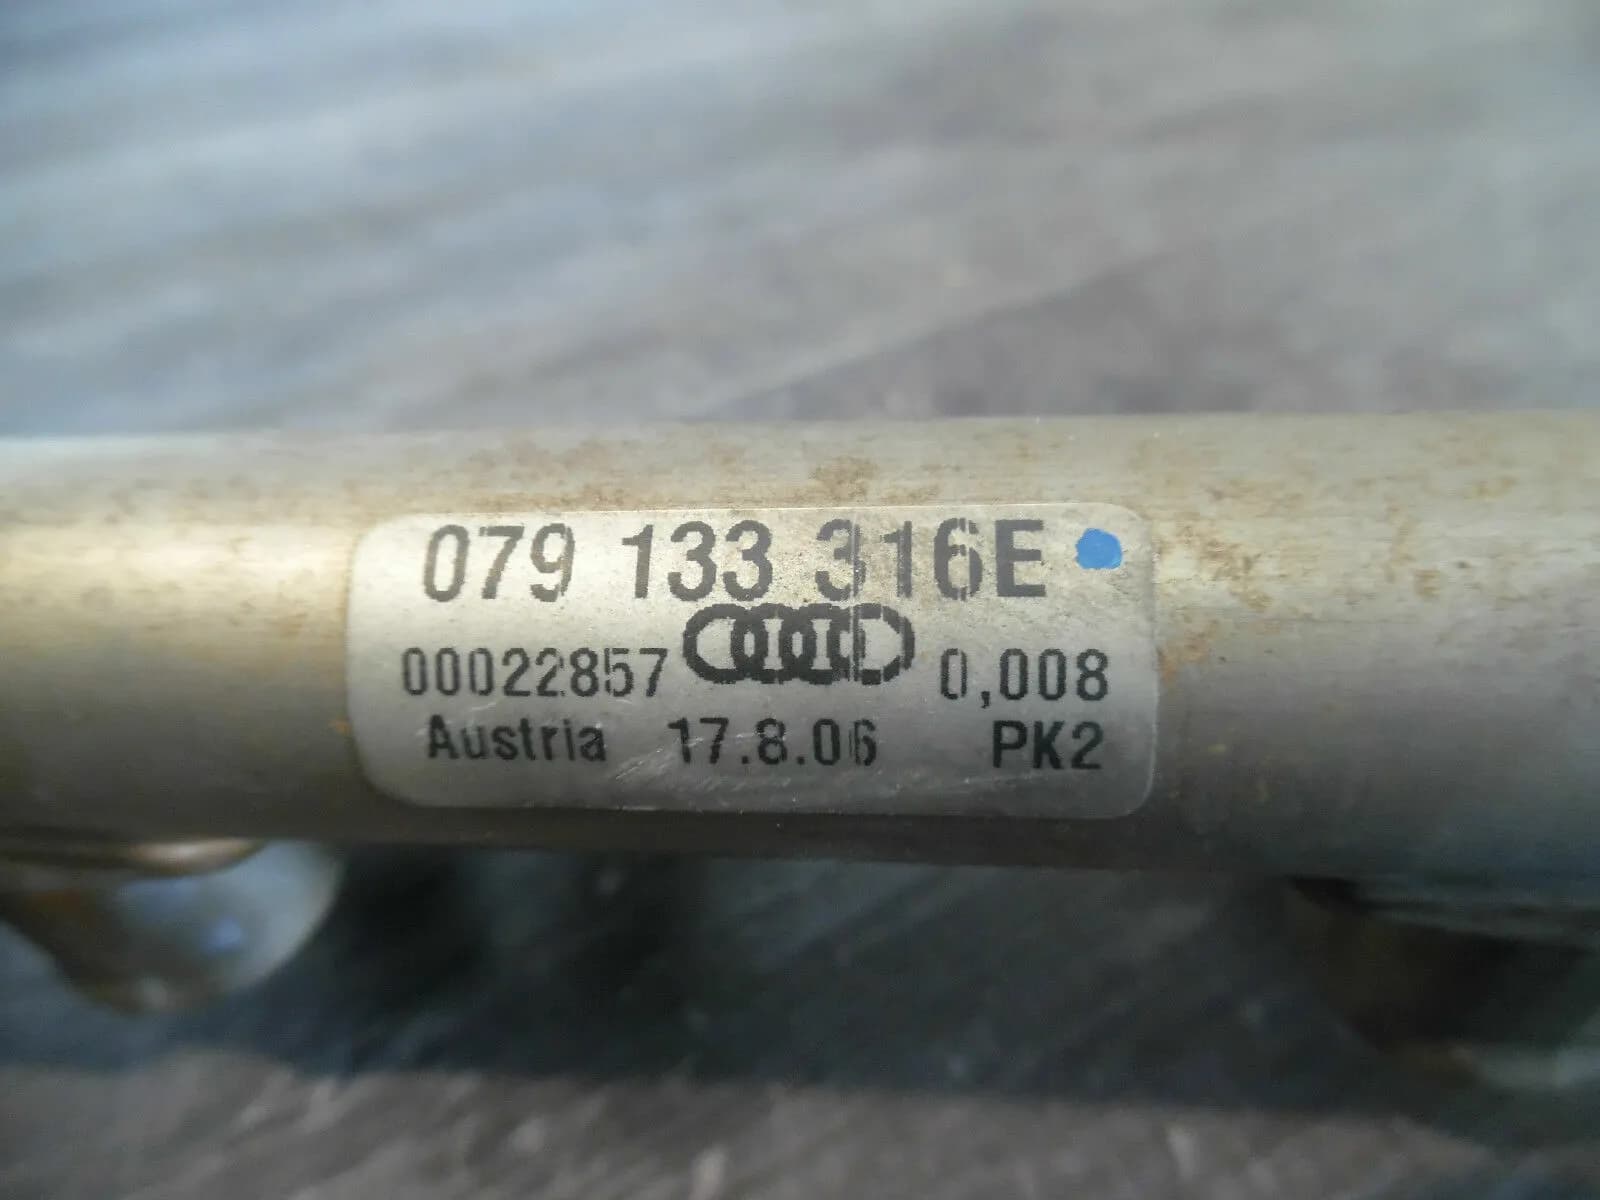 079 133 316E
00022857 0,008
Austria 17.8.06 PK2